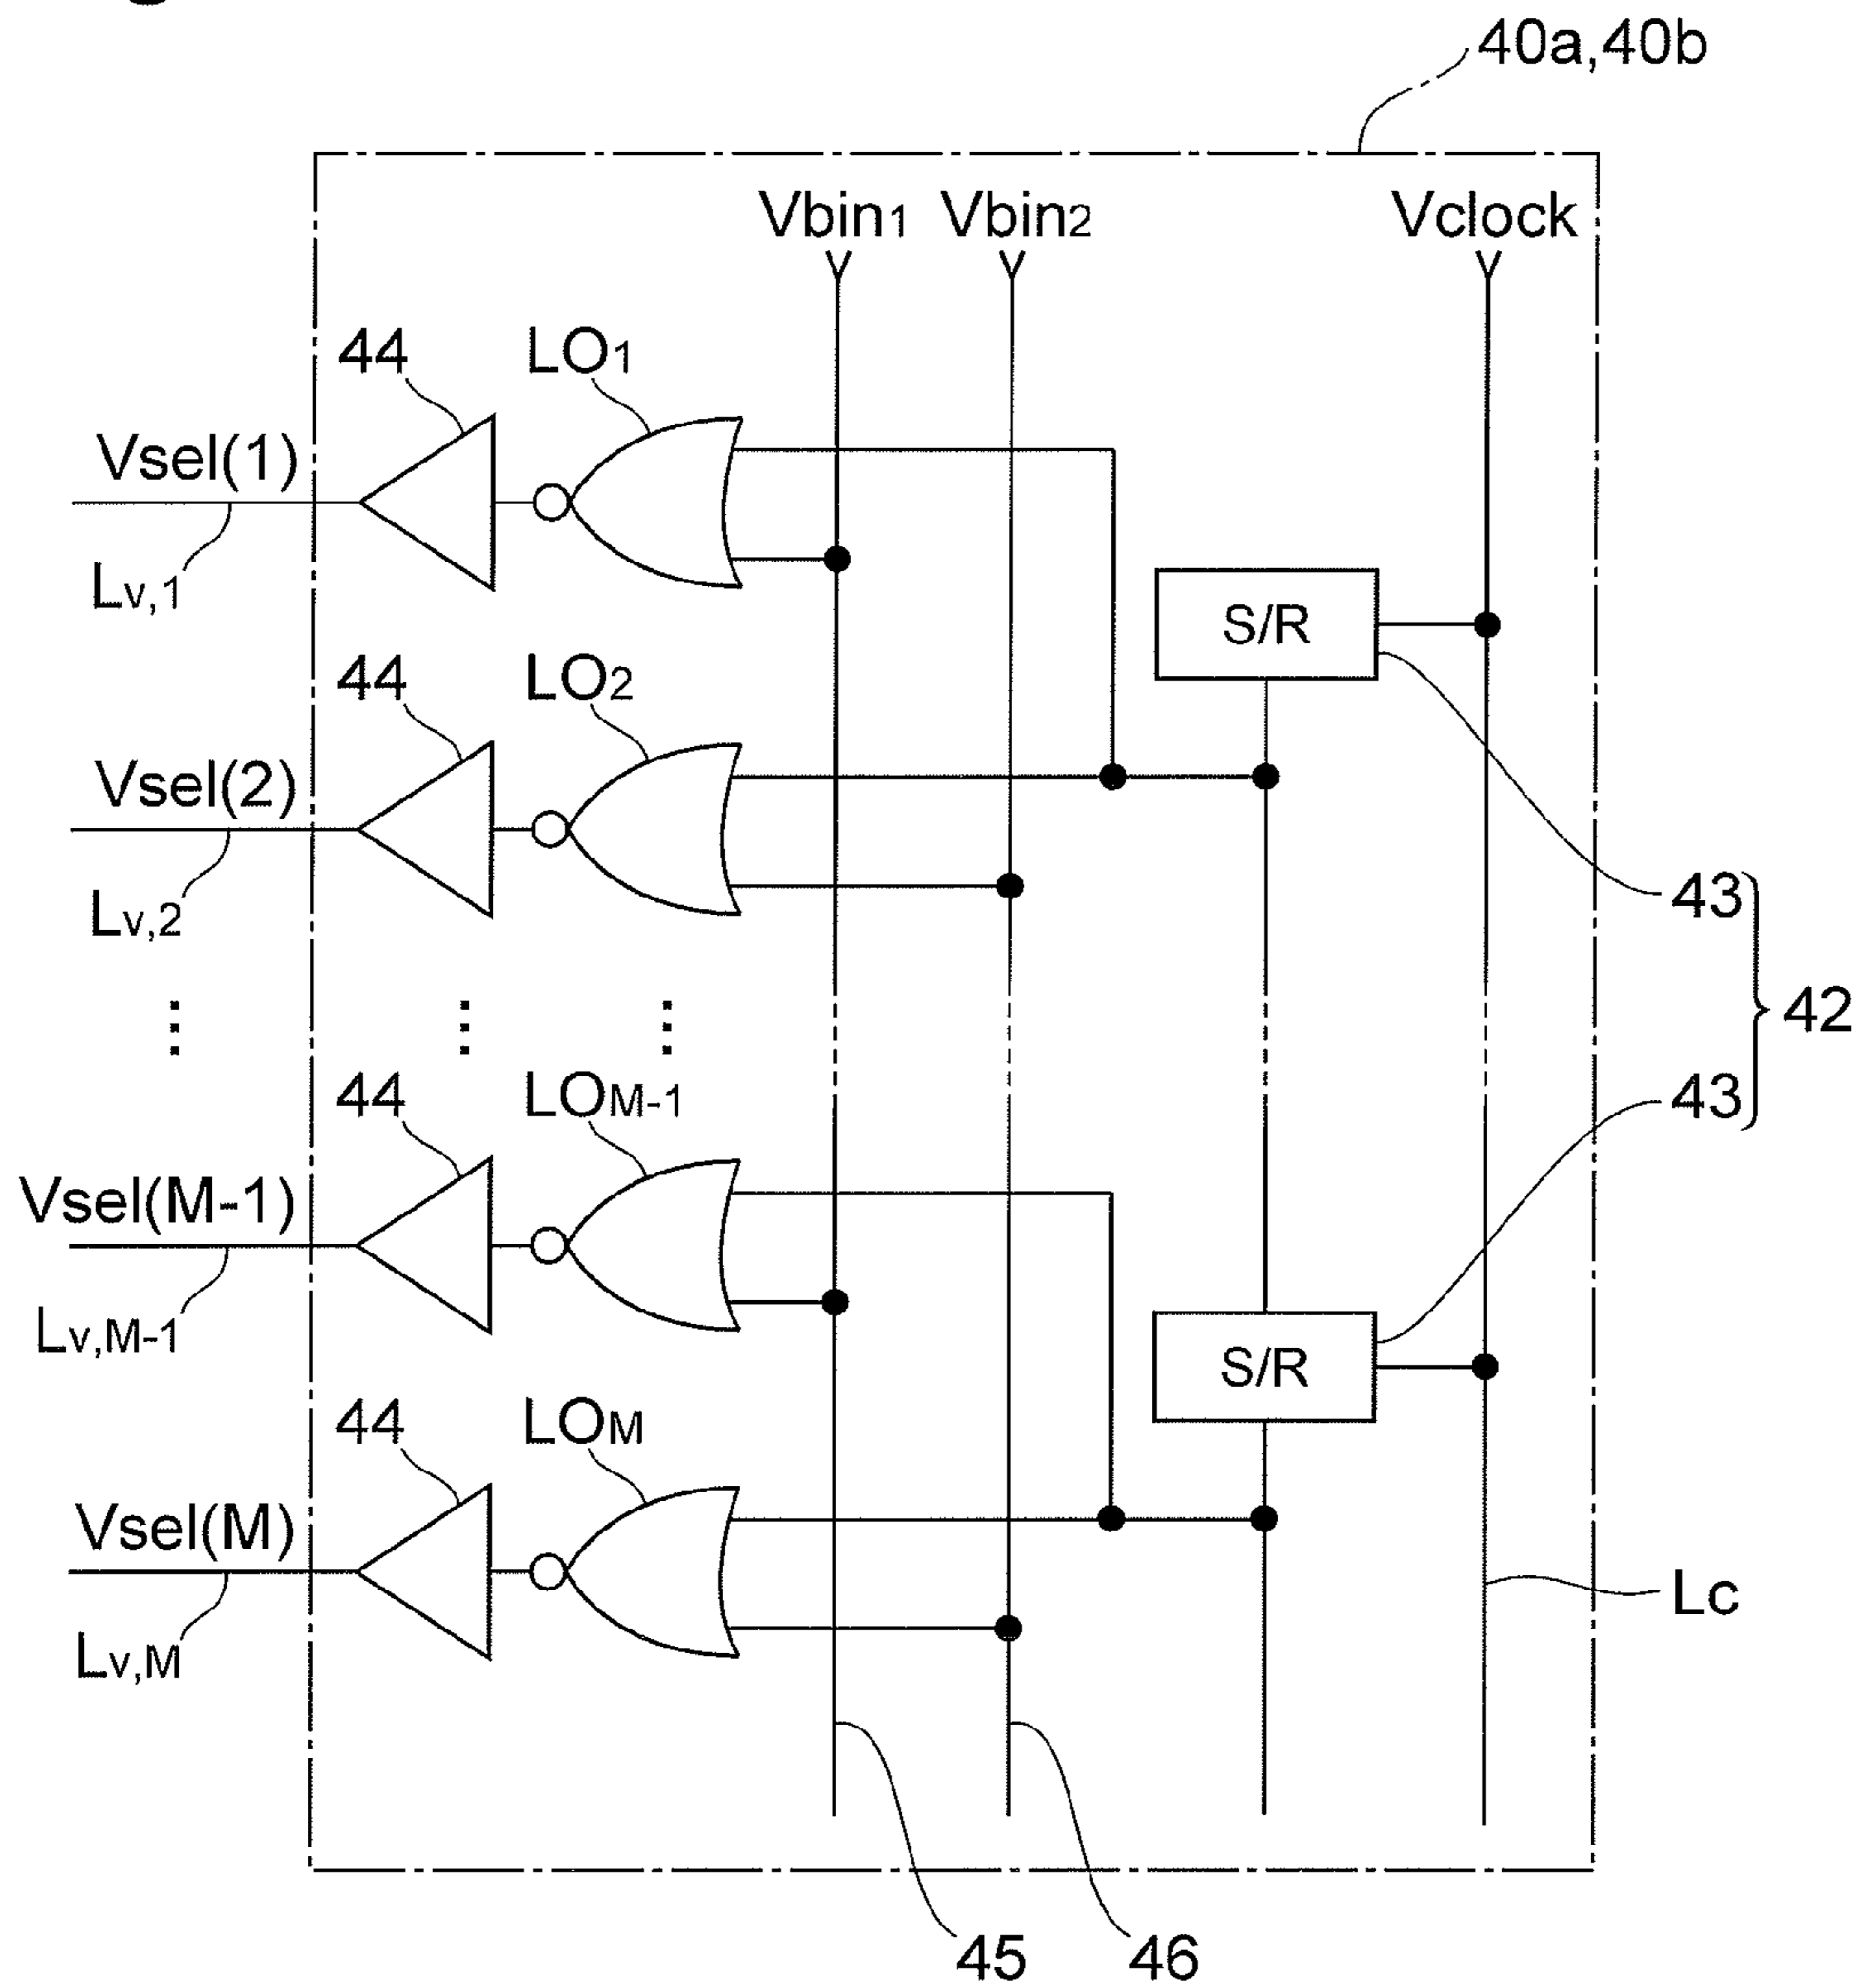 40a,40b
Vbin1 Vbin2 Vclock
44 LO1
Vsel(1)
Lv,1
S/R
44 LO2
Vsel(2)
Lv,2
43
42
43
44 LOM-1
Vsel(M-1)
Lv,M-1
S/R
44 LOM
Vsel(M)
Lv,M
Lc
45 46